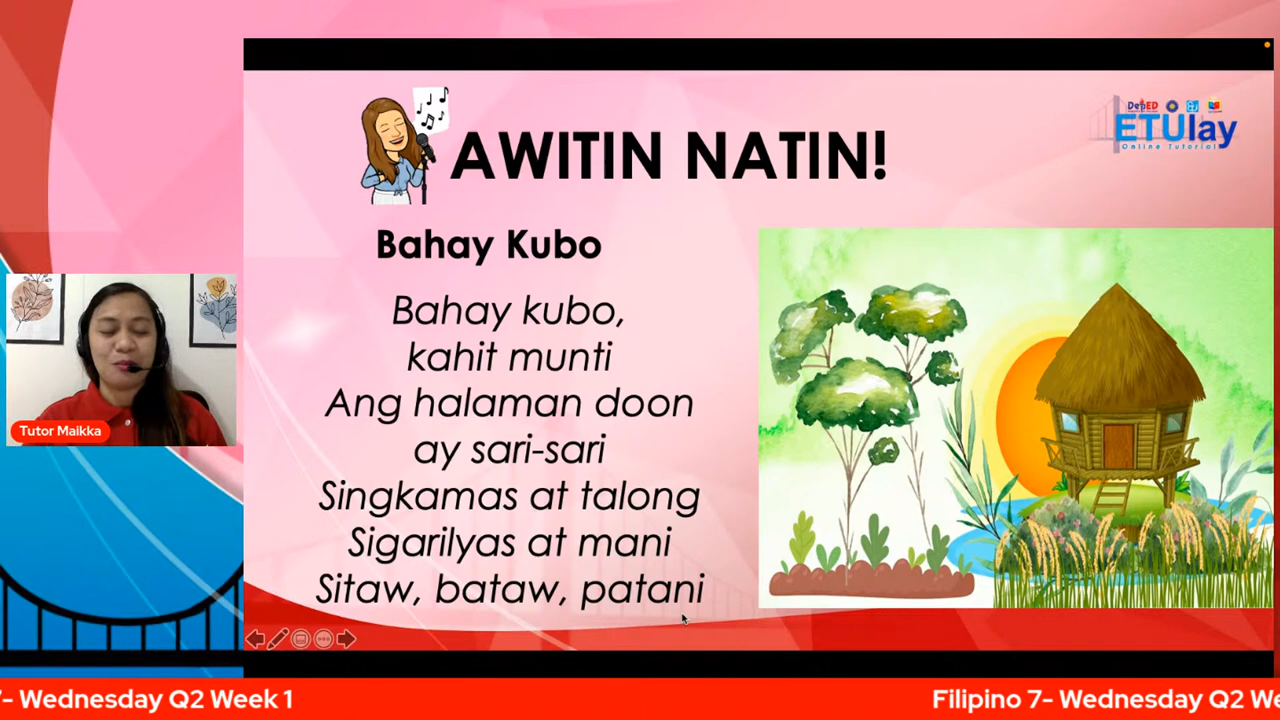 AWITIN NATIN!
DepED
ETUlay
Online Tutorial
Bahay Kubo
Bahay kubo,
kahit munti
Ang halaman doon
ay sari-sari
Singkamas at talong
Sigarilyas at mani
Sitaw, bataw, patani
Tutor Maikka
- Wednesday Q2 Week 1
Filipino 7- Wednesday Q2 We